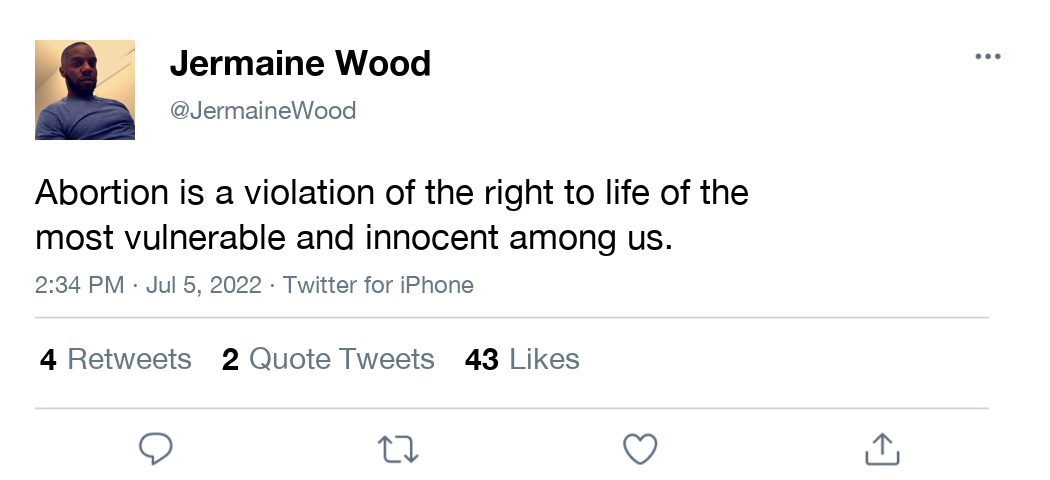 Jermaine Wood
@JermaineWood
Abortion is a violation of the right to life of the
most vulnerable and innocent among us.
2:34 PM · Jul 5, 2022 · Twitter for iPhone
4 Retweets 2 Quote Tweets 43 Likes